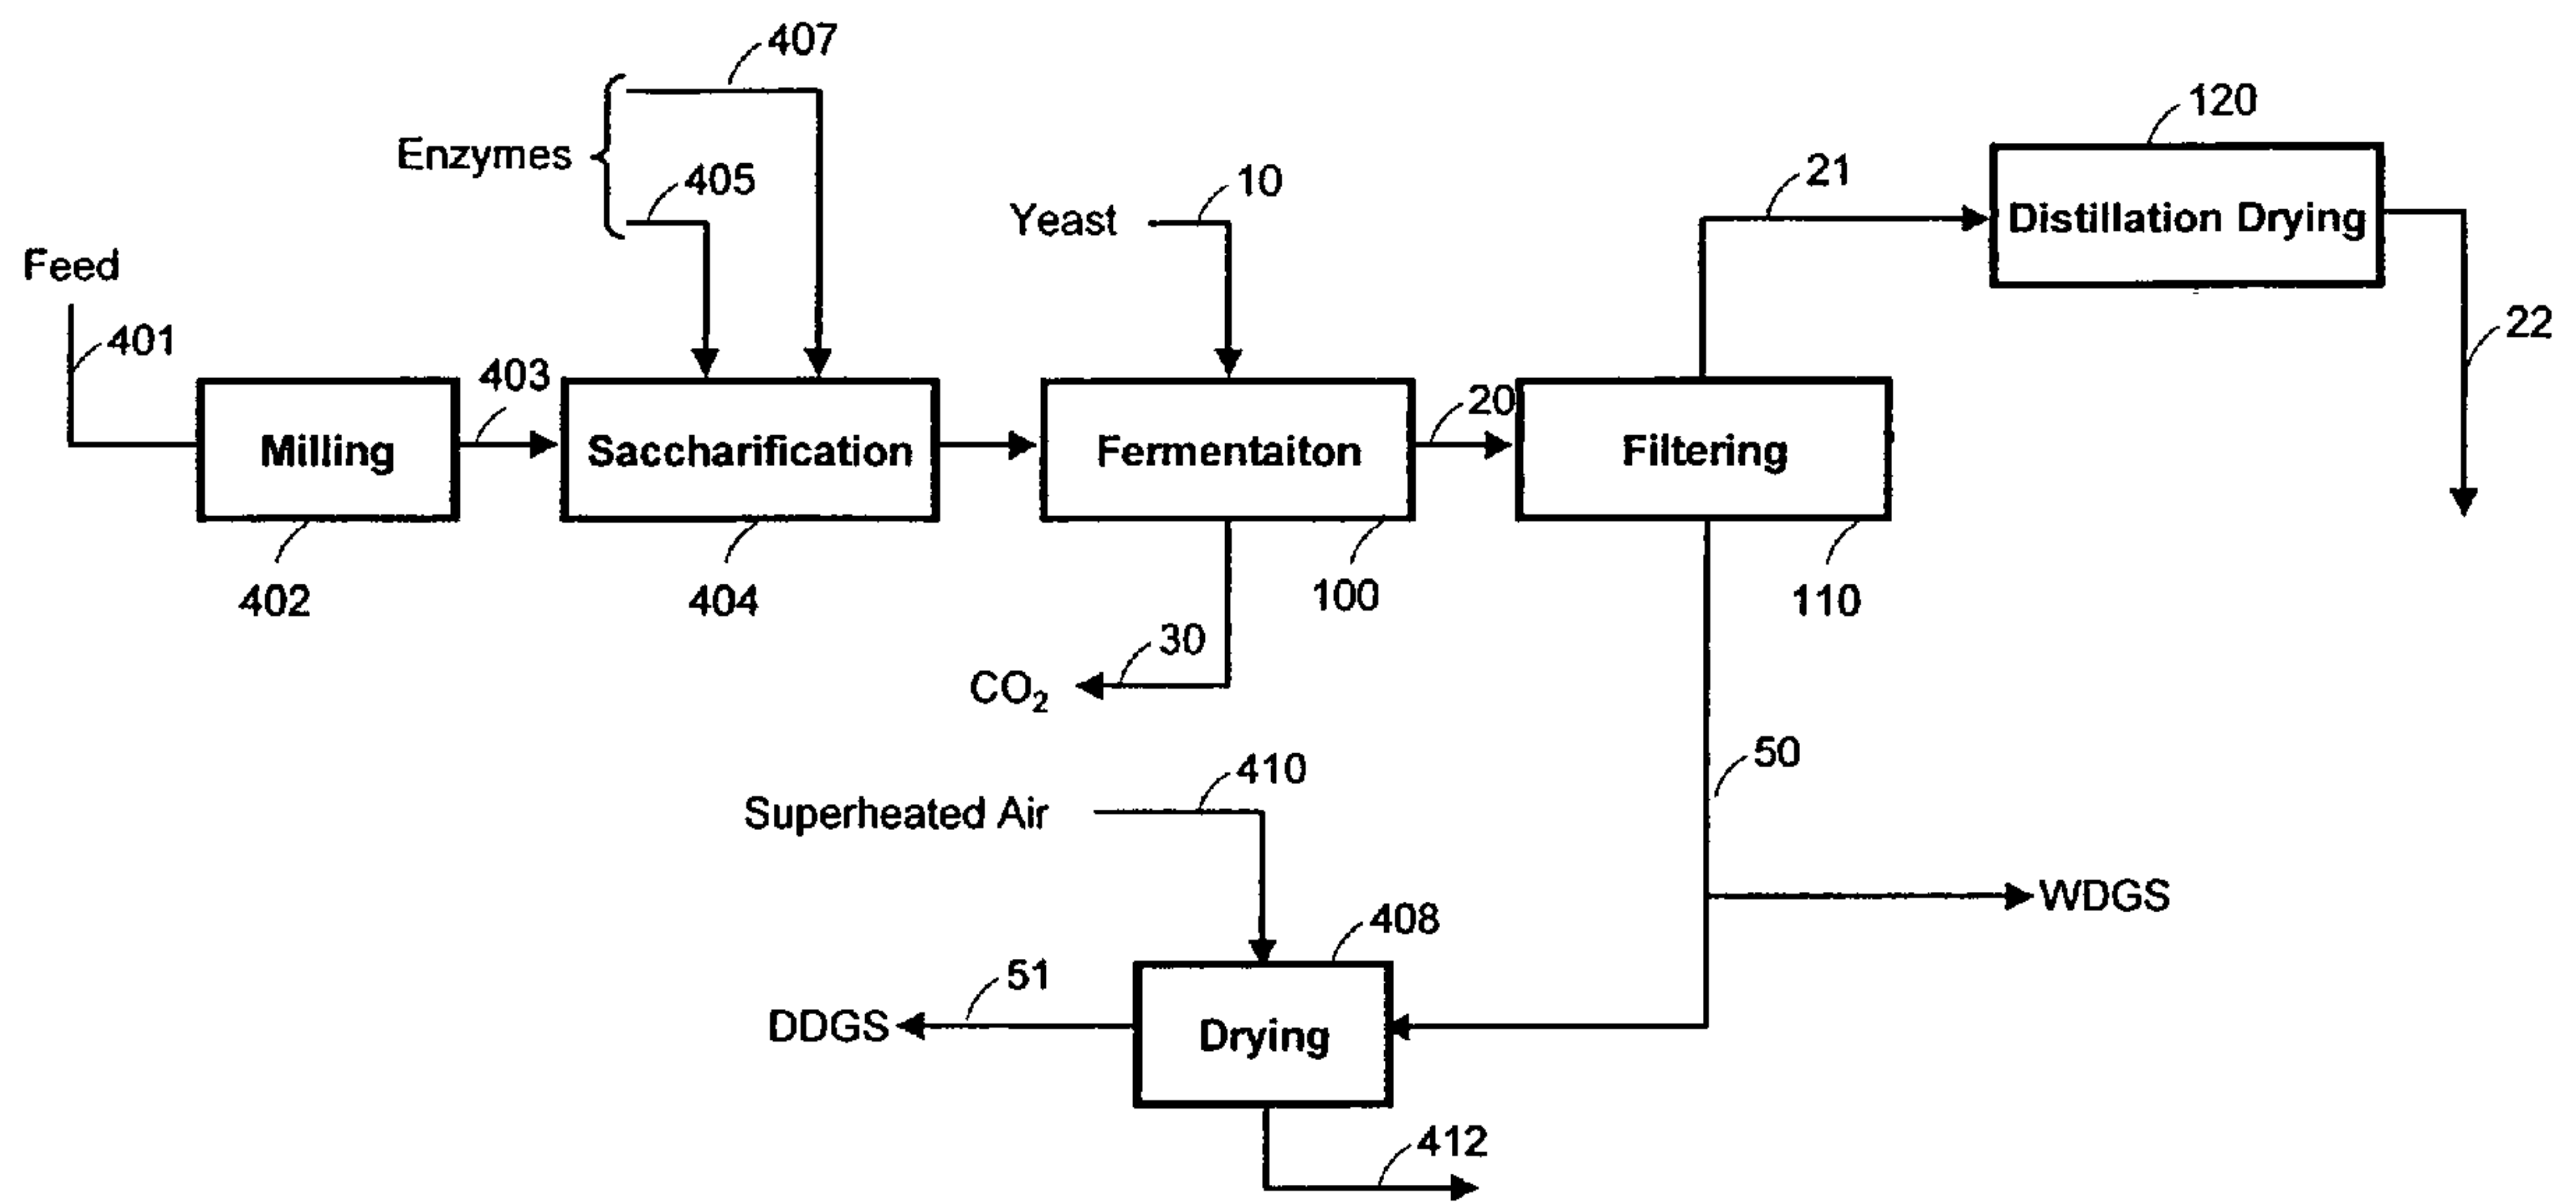 407
Enzymes
405
120
21
10
Yeast
Distillation Drying
Feed
401
22
403
20
Milling
Saccharification
Fermentaiton
Filtering
402
404
100
110
30
CO₂
50
410
Superheated Air
WDGS
408
51
DDGS
Drying
412